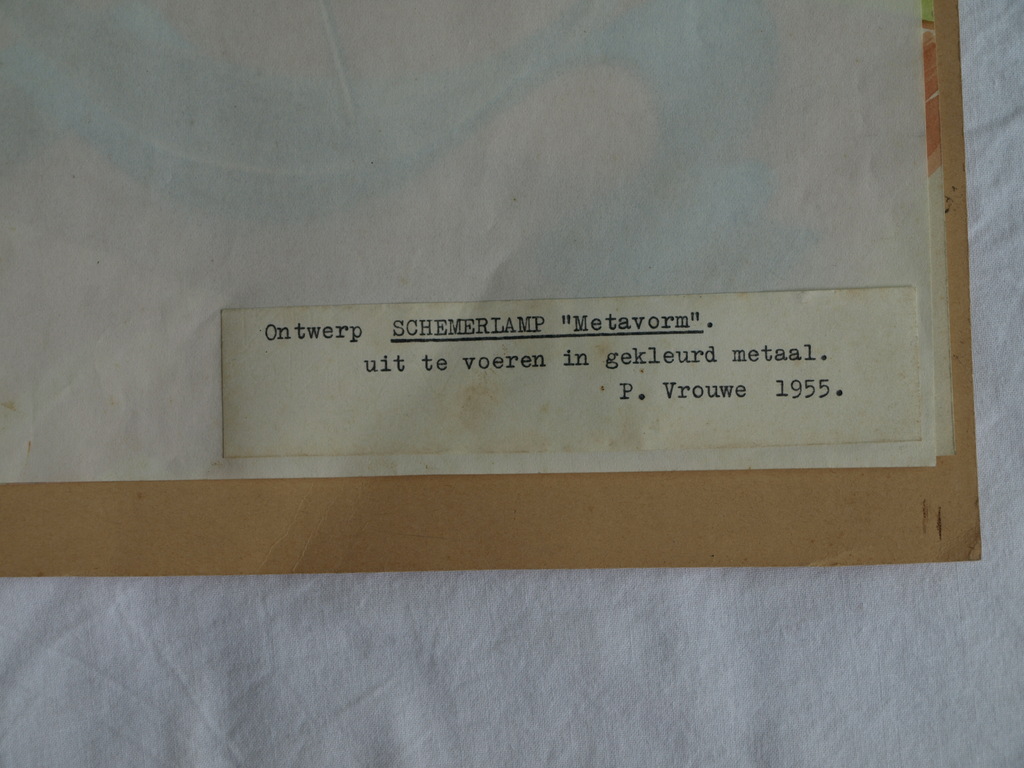 Ontwerp SCHEMERLAMP "Metavorm".
uit te voeren in gekleurd metaal.
P. Vrouwe 1955.